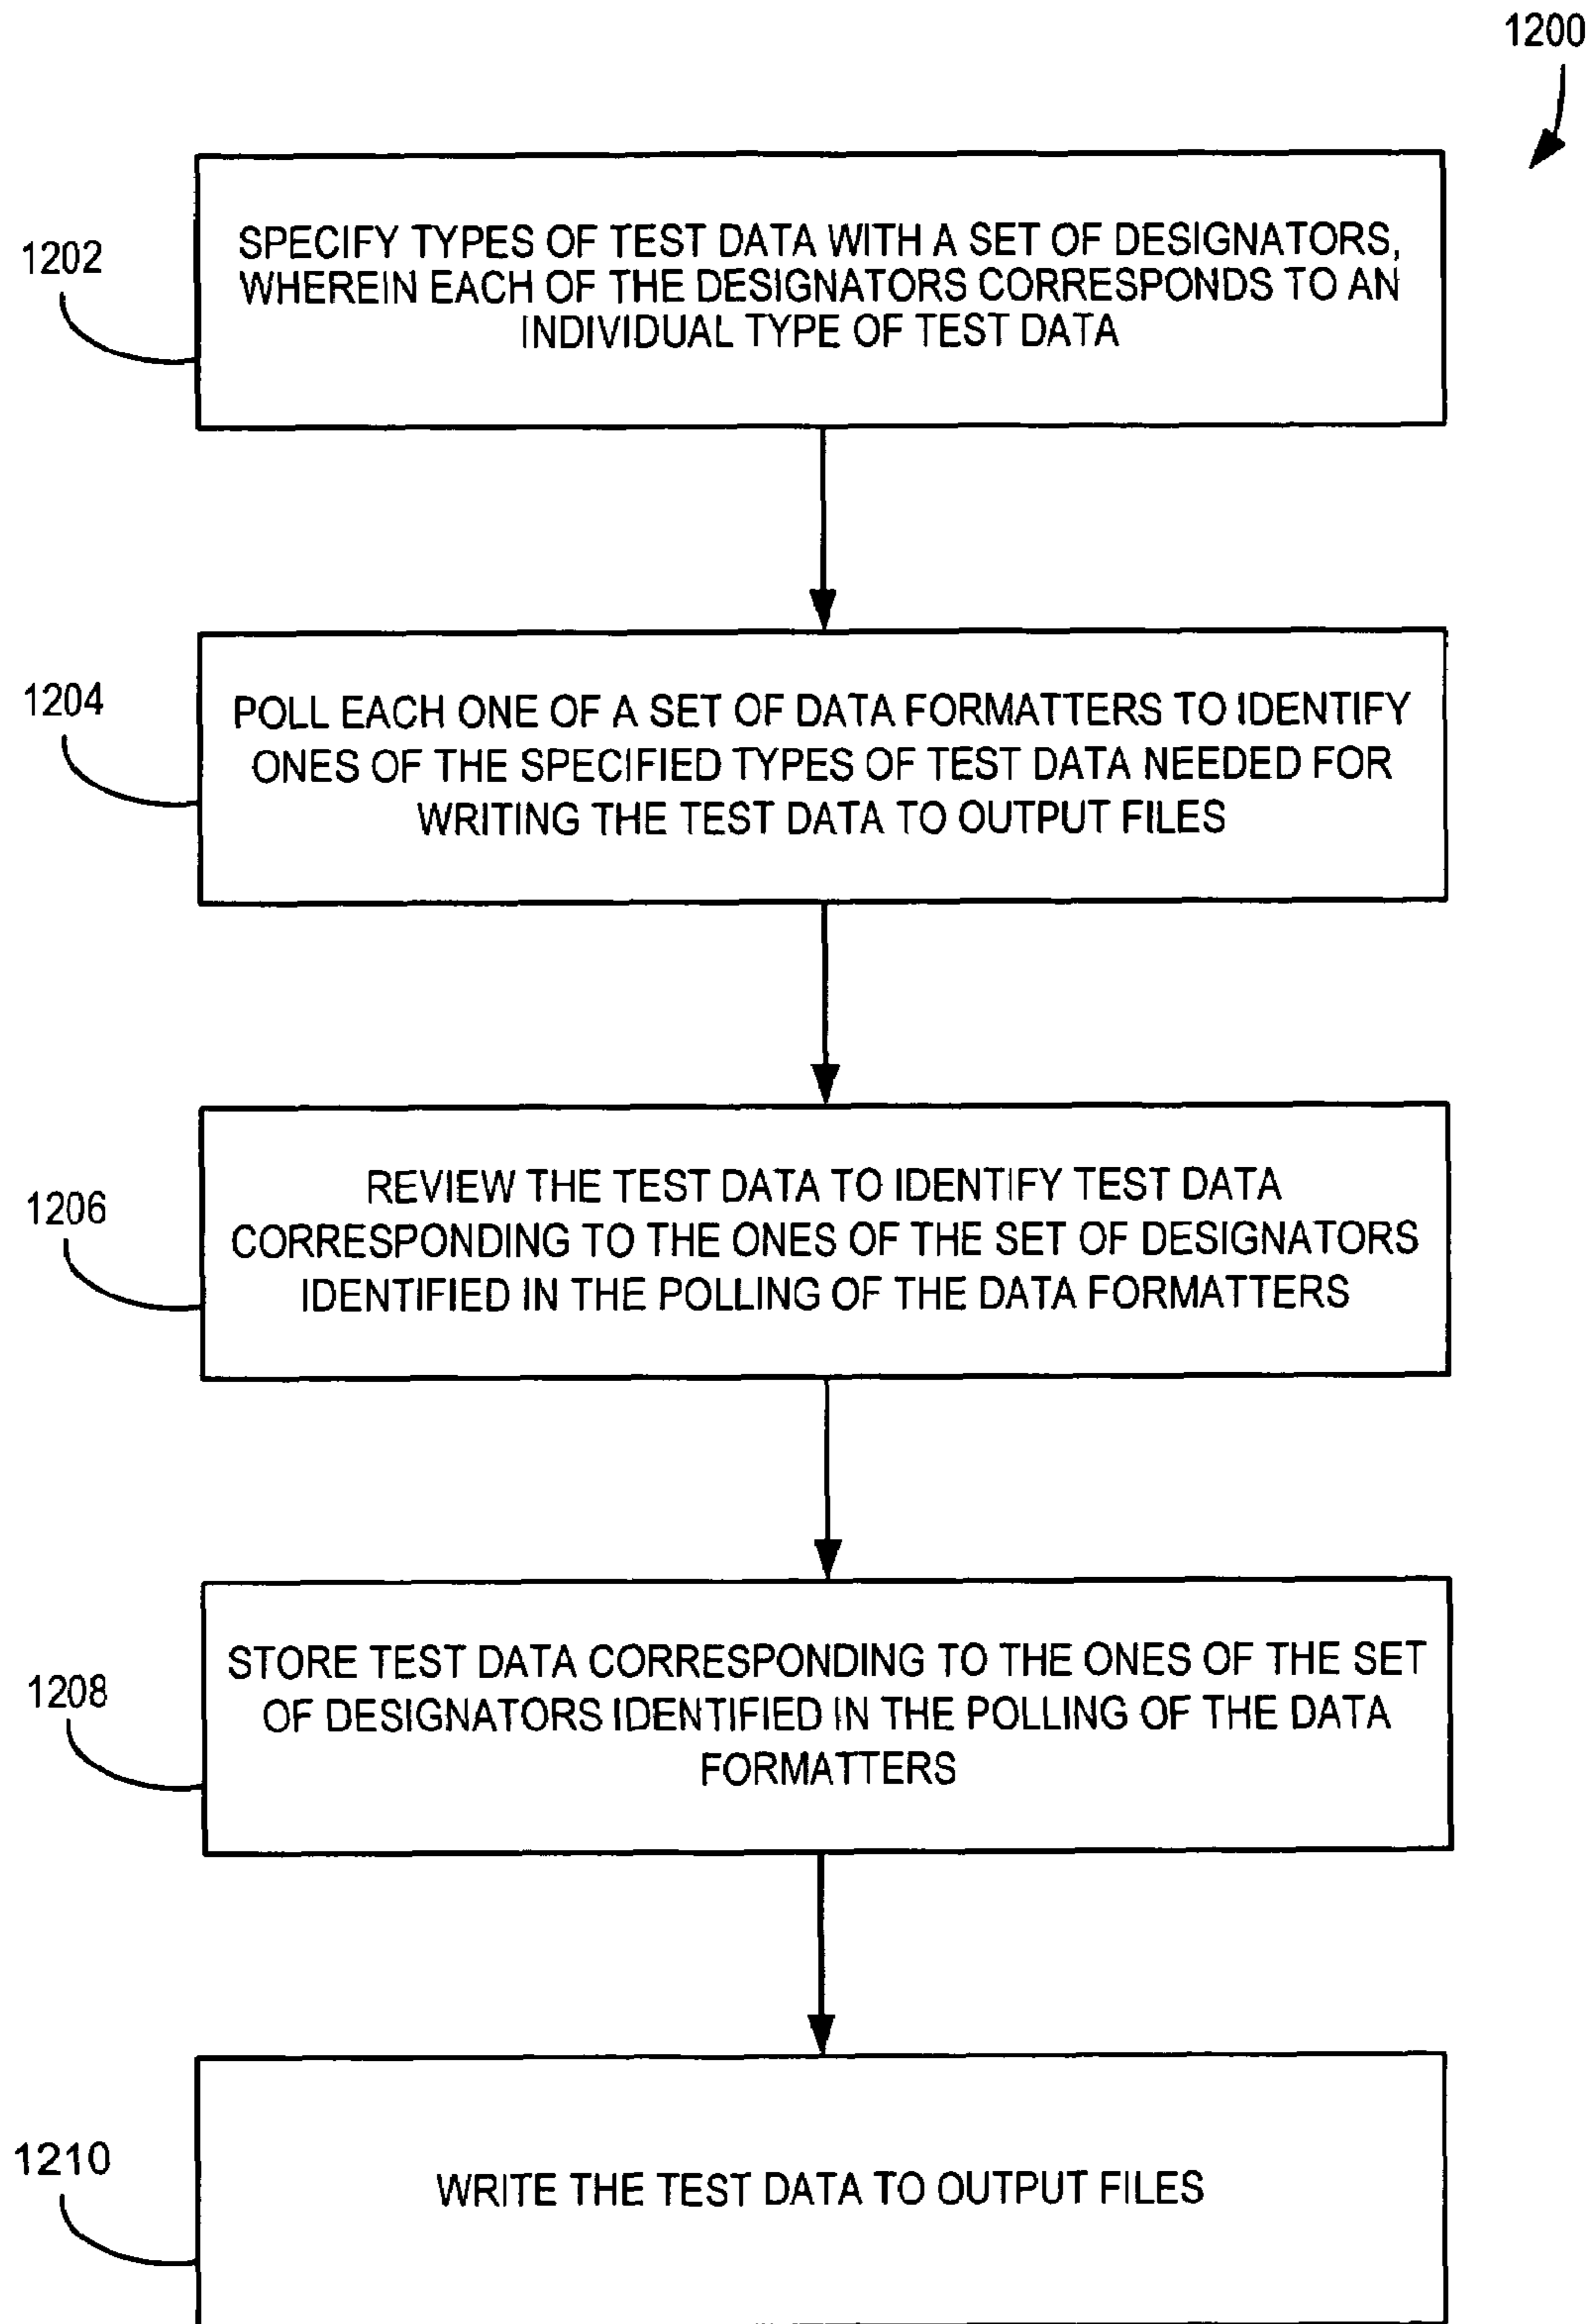 1200
1202
SPECIFY TYPES OF TEST DATA WITH A SET OF DESIGNATORS,
WHEREIN EACH OF THE DESIGNATORS CORRESPONDS TO AN
INDIVIDUAL TYPE OF TEST DATA
1204
POLL EACH ONE OF A SET OF DATA FORMATTERS TO IDENTIFY
ONES OF THE SPECIFIED TYPES OF TEST DATA NEEDED FOR
WRITING THE TEST DATA TO OUTPUT FILES
1206
REVIEW THE TEST DATA TO IDENTIFY TEST DATA
CORRESPONDING TO THE ONES OF THE SET OF DESIGNATORS
IDENTIFIED IN THE POLLING OF THE DATA FORMATTERS
1208
STORE TEST DATA CORRESPONDING TO THE ONES OF THE SET
OF DESIGNATORS IDENTIFIED IN THE POLLING OF THE DATA
FORMATTERS
1210
WRITE THE TEST DATA TO OUTPUT FILES